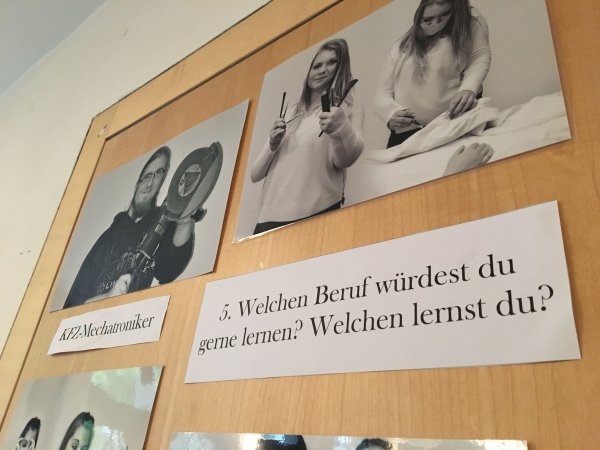 KFZ-Mechatroniker
5. Welchen Beruf würdest du
gerne lernen? Welchen lernst du?